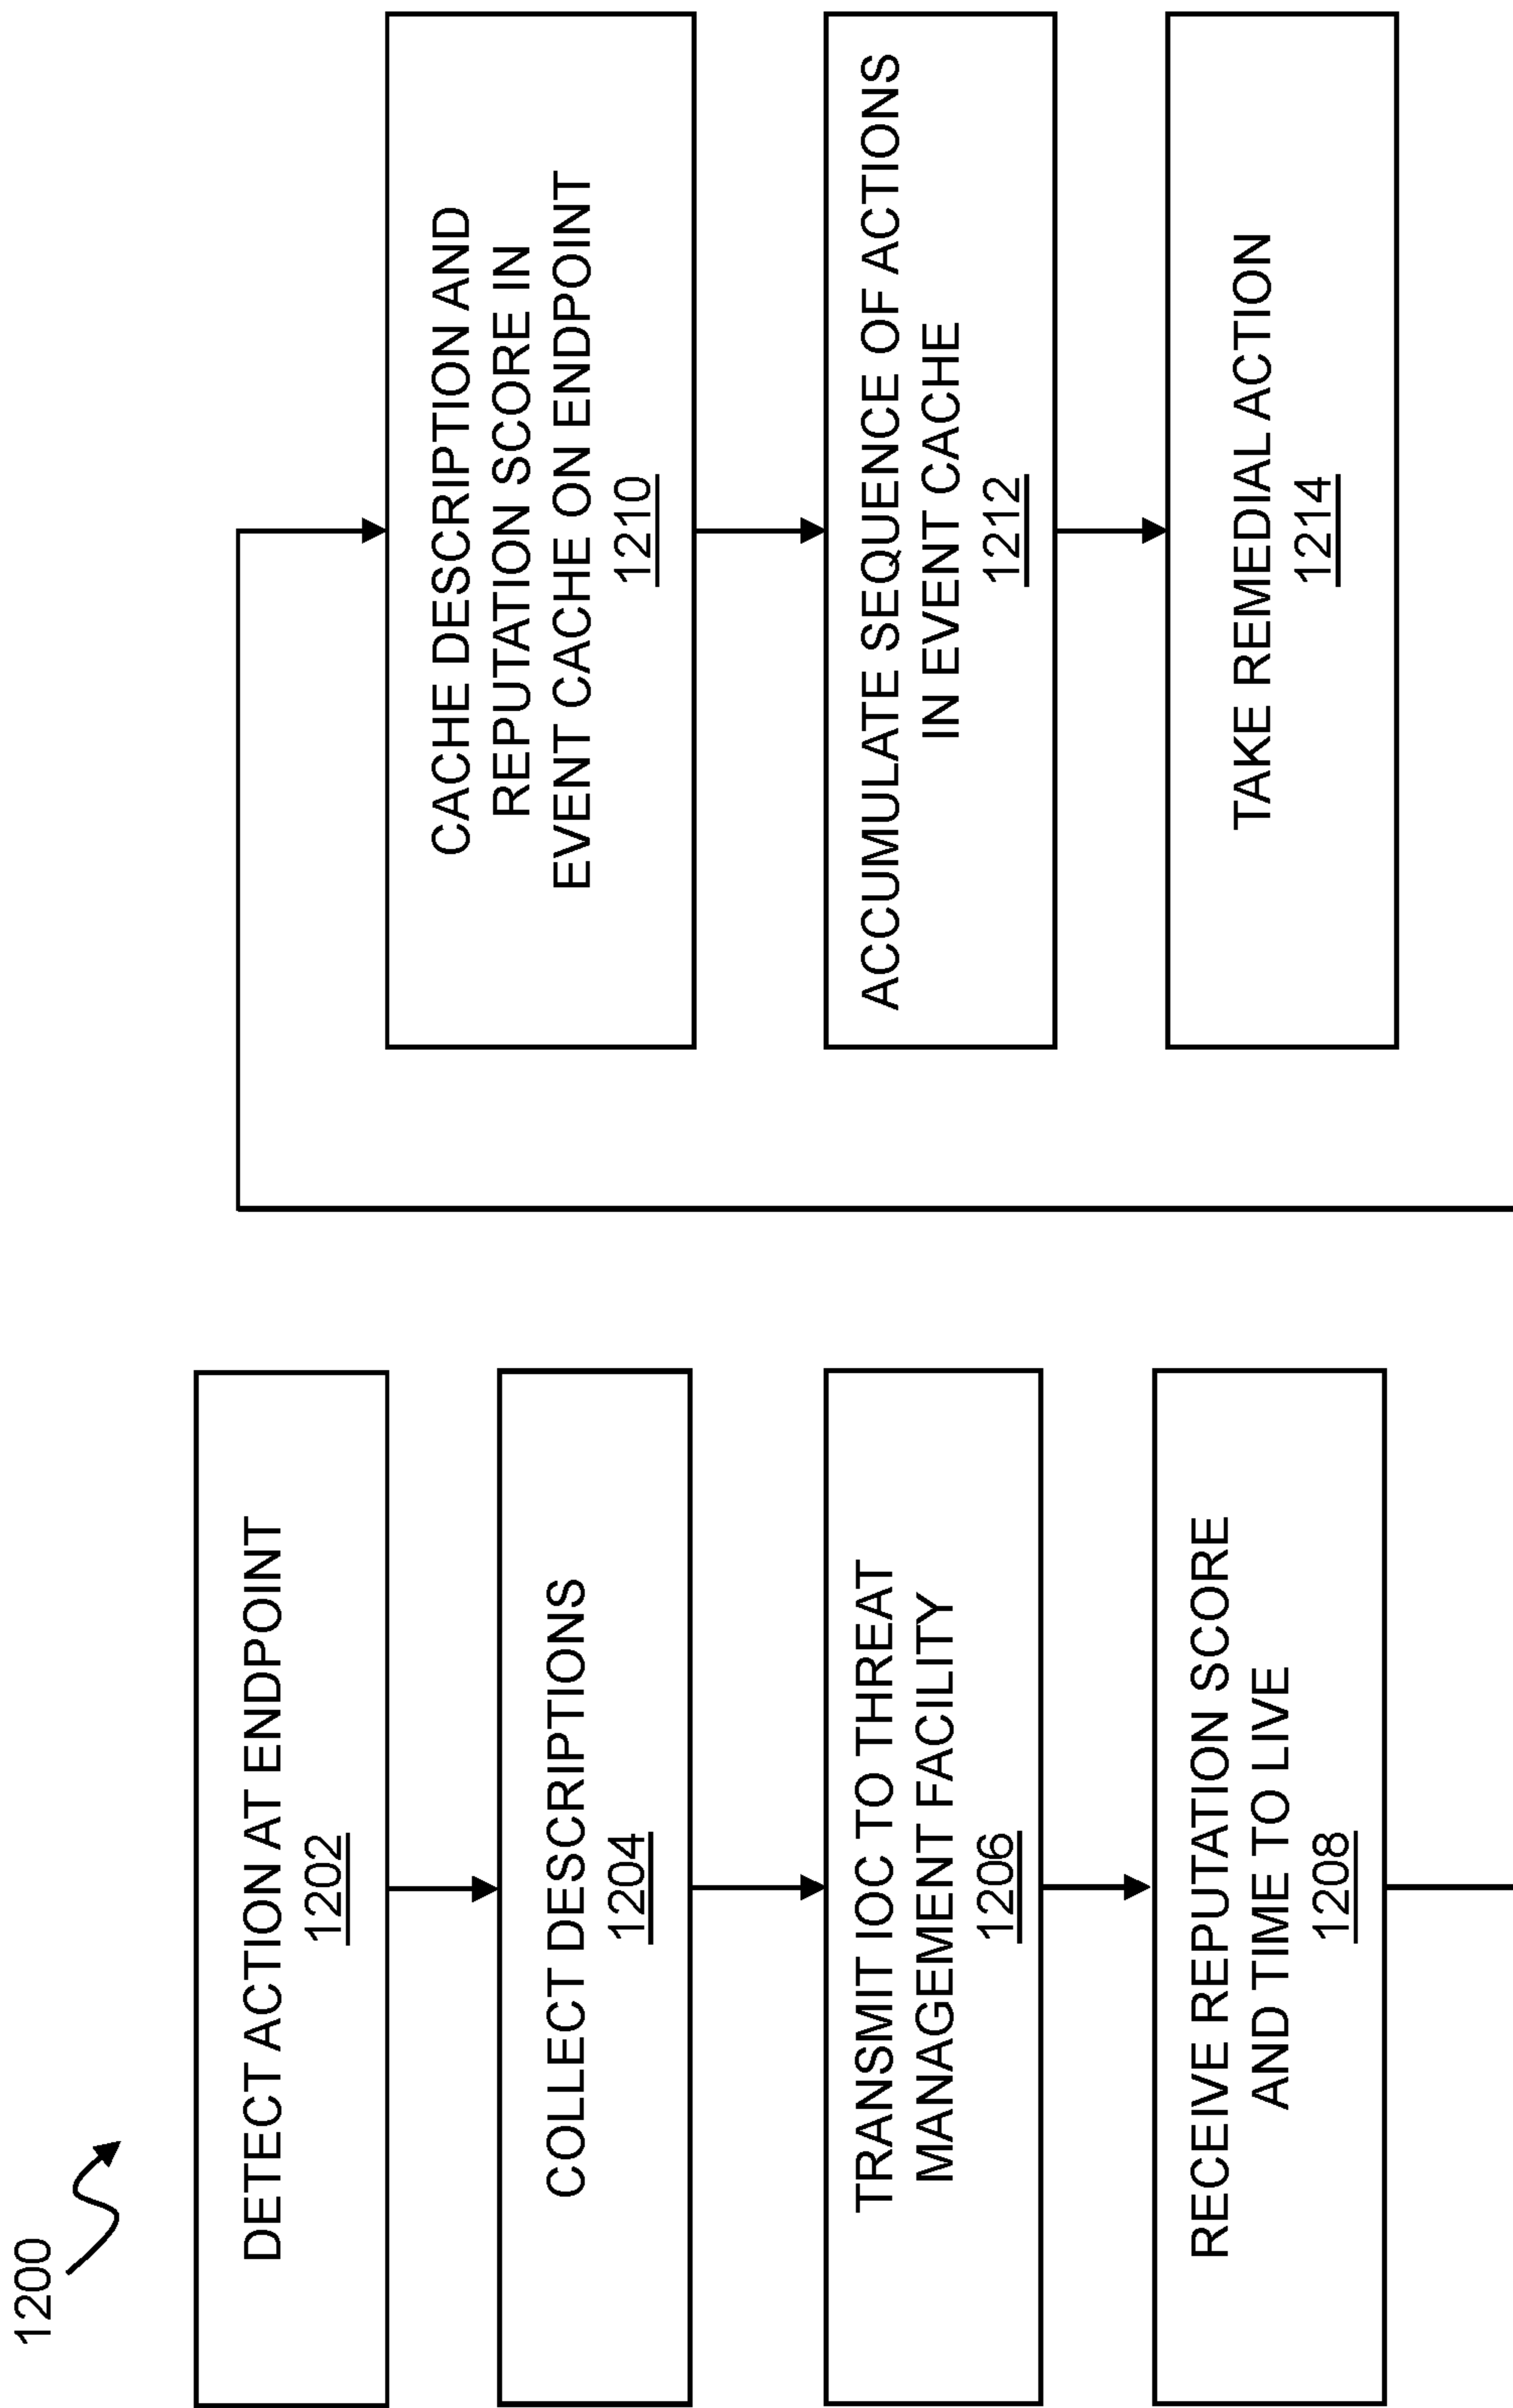 1200
DETECT ACTION AT ENDPOINT
1202
COLLECT DESCRIPTIONS
1204
TRANSMIT IOC TO THREAT
MANAGEMENT FACILITY
1206
RECEIVE REPUTATION SCORE
AND TIME TO LIVE
1208
CACHE DESCRIPTION AND
REPUTATION SCORE IN
EVENT CACHE ON ENDPOINT
1210
ACCUMULATE SEQUENCE OF ACTIONS
IN EVENT CACHE
1212
TAKE REMEDIAL ACTION
1214